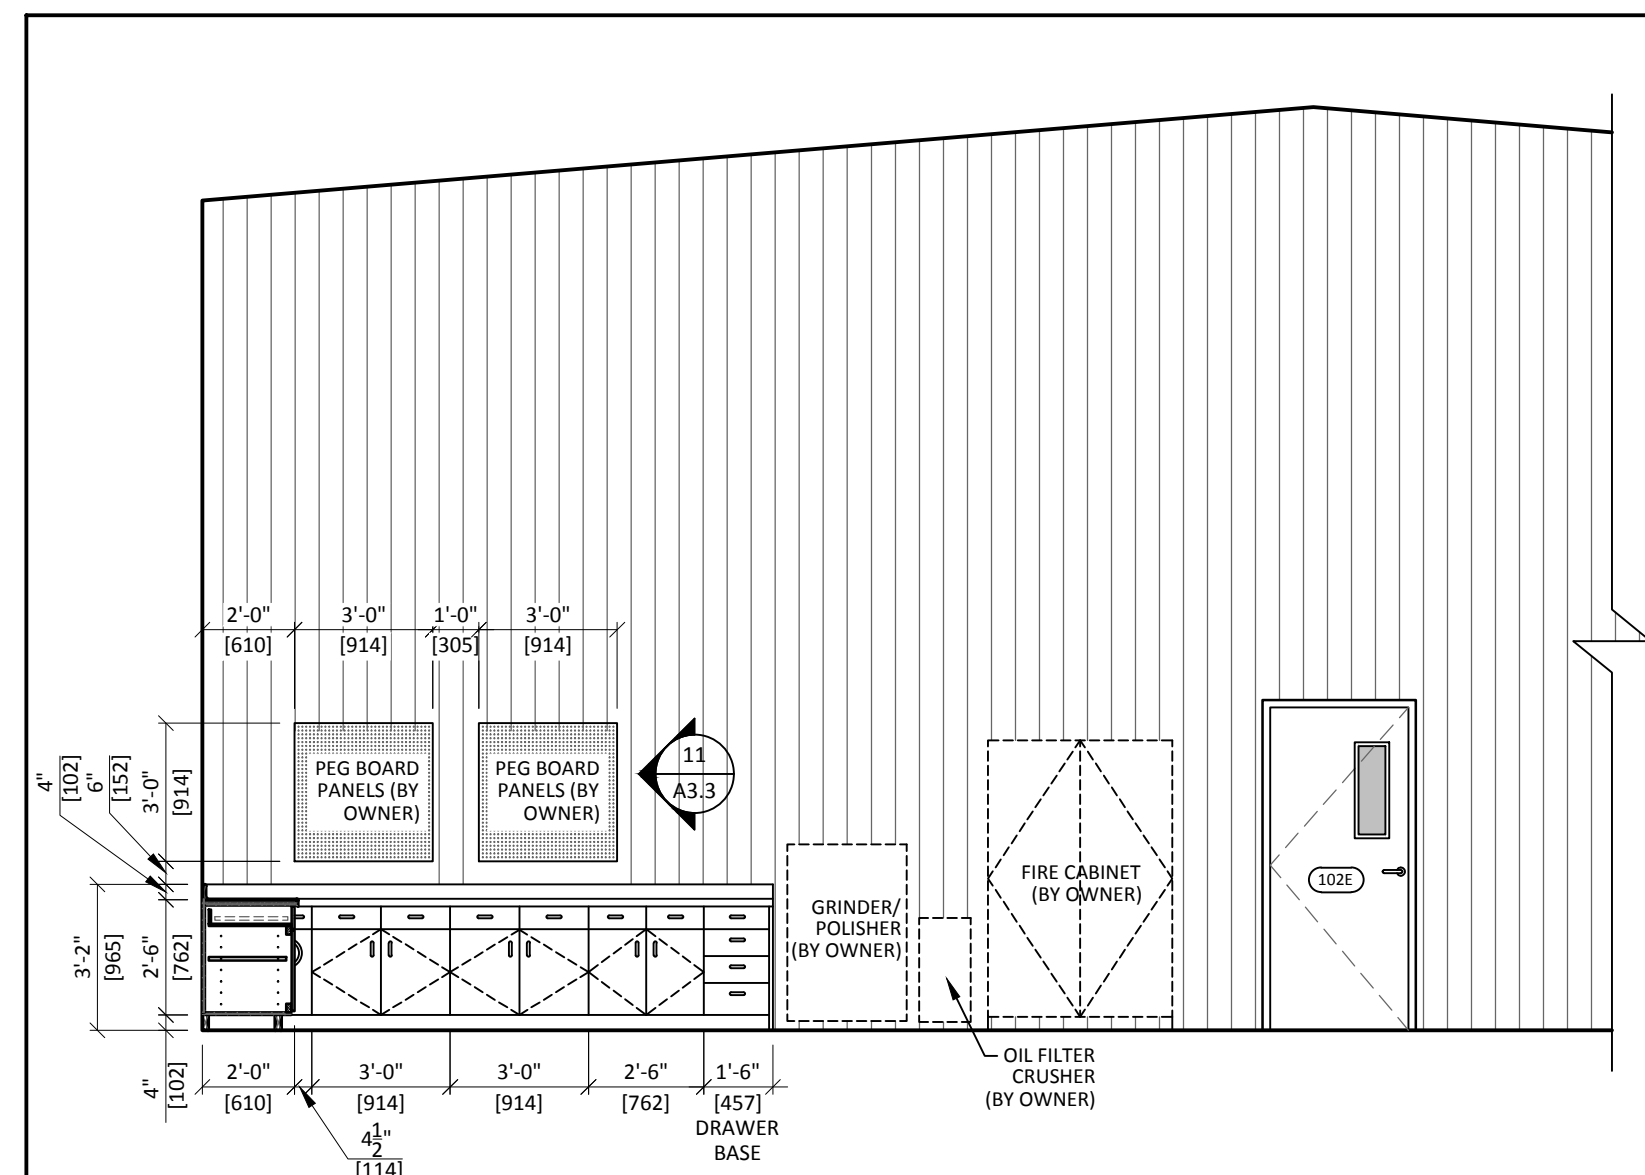 2'-0" 3'-0" 1'-0" 3'-0"
[610] [914] [305] [914]
4"
[102]
6"
[152]
3'-0"
[914]
PEG BOARD
PANELS (BY
OWNER)
PEG BOARD
PANELS (BY
OWNER)
11
A3.3
3'-2"
[965]
2'-6"
[762]
4"
[102]
GRINDER/
POLISHER
(BY OWNER)
FIRE CABINET
(BY OWNER)
102E
OIL FILTER
CRUSHER
(BY OWNER)
2'-0" 3'-0" 3'-0" 2'-6" 1'-6"
[610] [914] [914] [762] [457]
DRAWER
BASE
4 1/2"
[114]